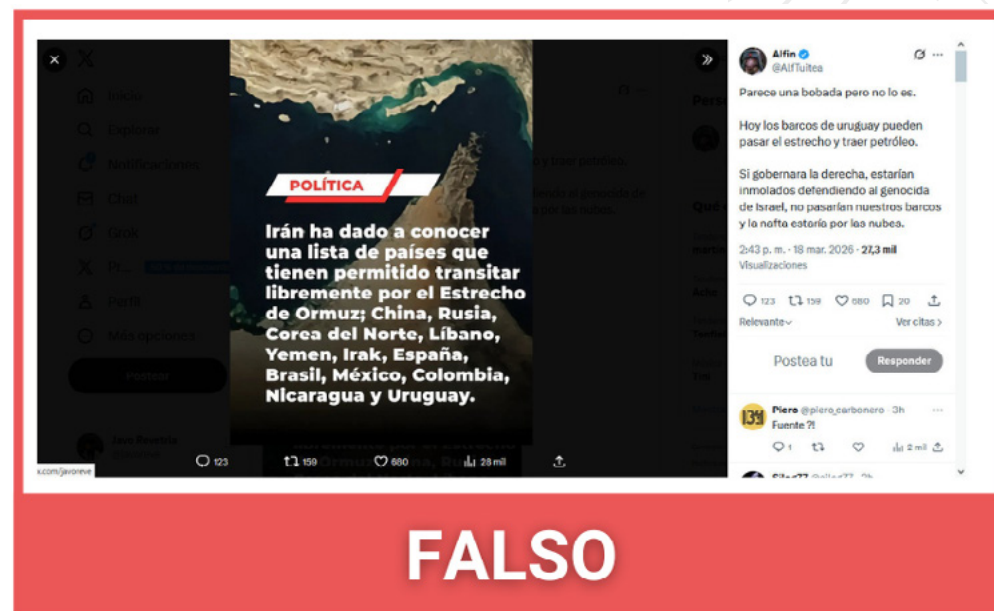 Alfin
@AlfTuitea
Parece una bobada pero no lo es.
Hoy los barcos de uruguay pueden
pasar el estrecho y traer petróleo.
Si gobernara la derecha, estarían
inmolados defendiendo al genocida
de Israel, no pasarían nuestros barcos
y la nafta estaría por las nubes.
2:43 p. m. · 18 mar. 2026 · 27,3 mil
Visualizaciones
123 159 680 20
Relevante Ver citas
Postea tu Responder
Piero @piero_carbonero 3h
Fuente ?!
1 2 mil
Inicio
Explorar
Notificaciones
Chat
Grok
Perfil
Más opciones
Postear
POLÍTICA
Irán ha dado a conocer
una lista de países que
tienen permitido transitar
libremente por el Estrecho
de Ormuz; China, Rusia,
Corea del Norte, Líbano,
Yemen, Irak, España,
Brasil, México, Colombia,
Nicaragua y Uruguay.
123 159 680 28 mil
x.com/javoreve
FALSO